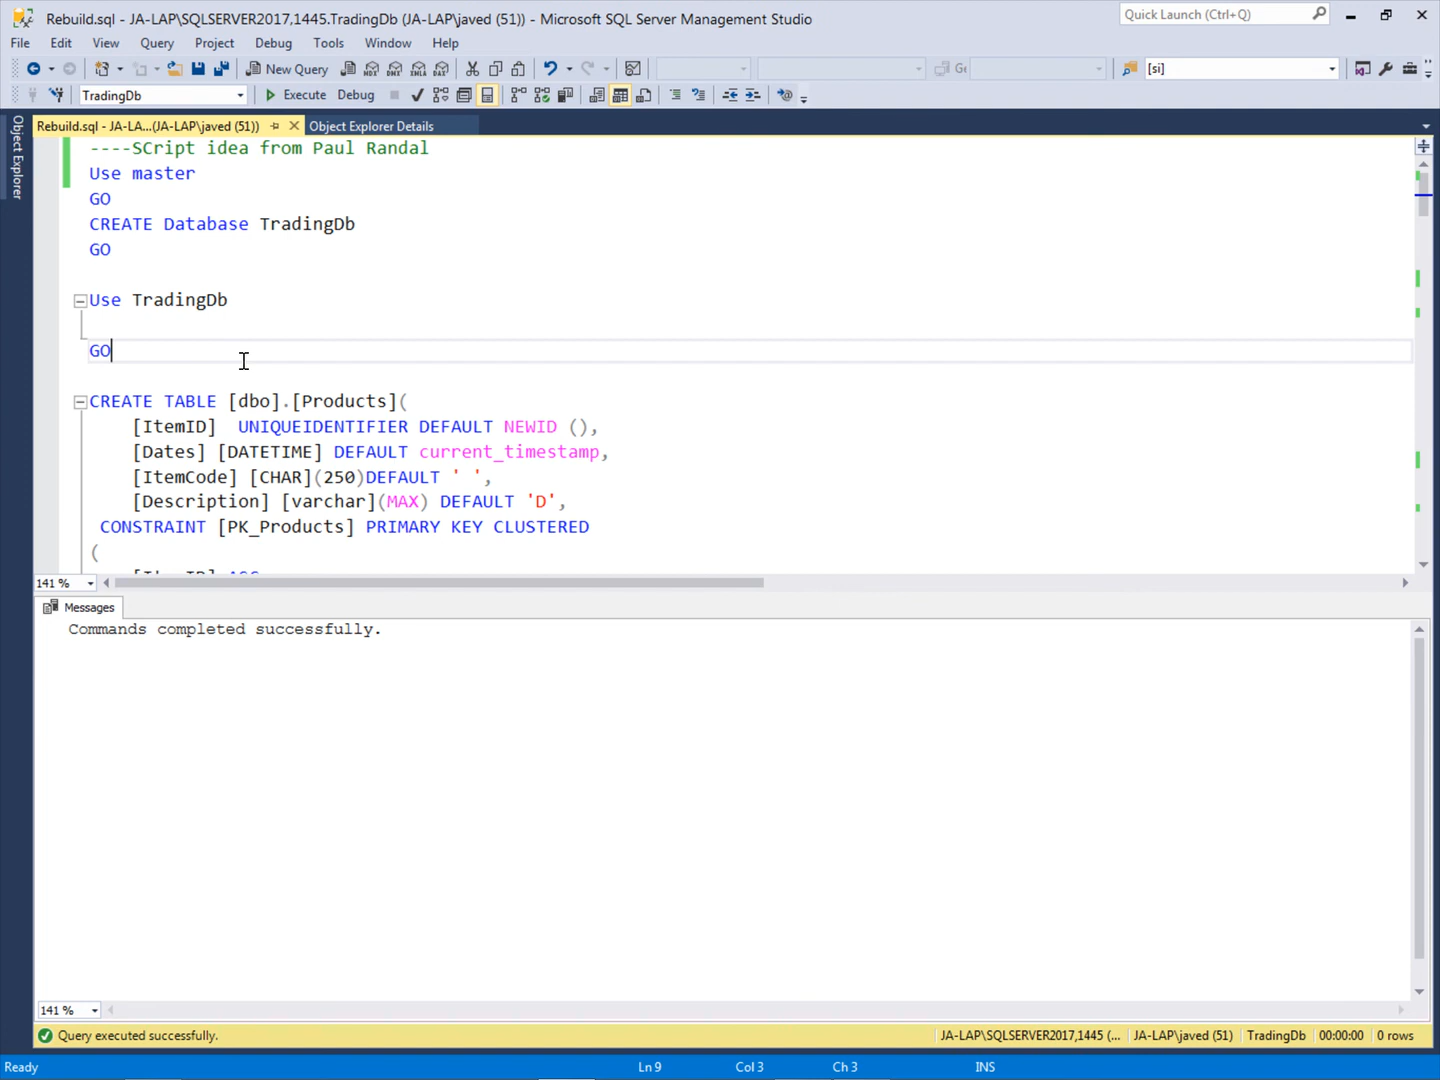 Rebuild.sql - JA-LAP\SQLSERVER2017,1445.TradingDb (JA-LAP\javed (51)) - Microsoft SQL Server Management Studio
Quick Launch (Ctrl+Q)
File Edit View Query Project Debug Tools Window Help
New Query
[si]
TradingDb Execute Debug
Object Explorer
Rebuild.sql - JA-LA...(JA-LAP\javed (51)) Object Explorer Details
----SCript idea from Paul Randal
Use master
GO
CREATE Database TradingDb
GO
Use TradingDb
GO
CREATE TABLE [dbo].[Products](
[ItemID]  UNIQUEIDENTIFIER DEFAULT NEWID (),
[Dates] [DATETIME] DEFAULT current_timestamp,
[ItemCode] [CHAR](250)DEFAULT ' ',
[Description] [varchar](MAX) DEFAULT 'D',
CONSTRAINT [PK_Products] PRIMARY KEY CLUSTERED
(
141 %
Messages
Commands completed successfully.
141 %
Query executed successfully. JA-LAP\SQLSERVER2017,1445 (... JA-LAP\javed (51) TradingDb 00:00:00 0 rows
Ready Ln 9 Col 3 Ch 3 INS